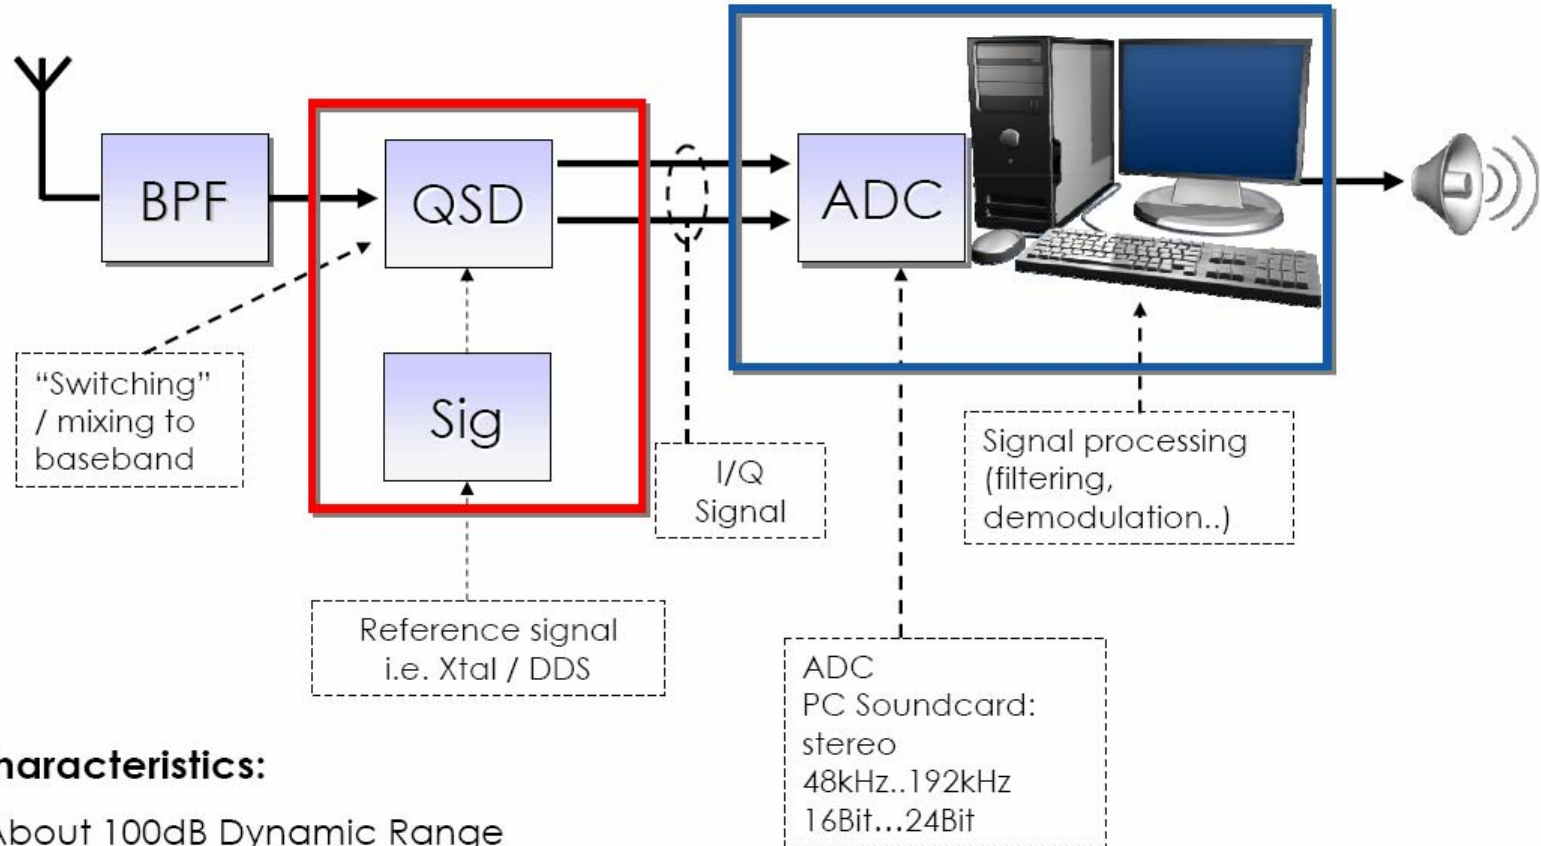 BPF
QSD
ADC
"Switching"
/ mixing to
baseband
Sig
I/Q
Signal
Signal processing
(filtering,
demodulation..)
Reference signal
i.e. Xtal / DDS
ADC
PC Soundcard:
stereo
48kHz..192kHz
16Bit...24Bit
haracteristics:
About 100dB Dynamic Range